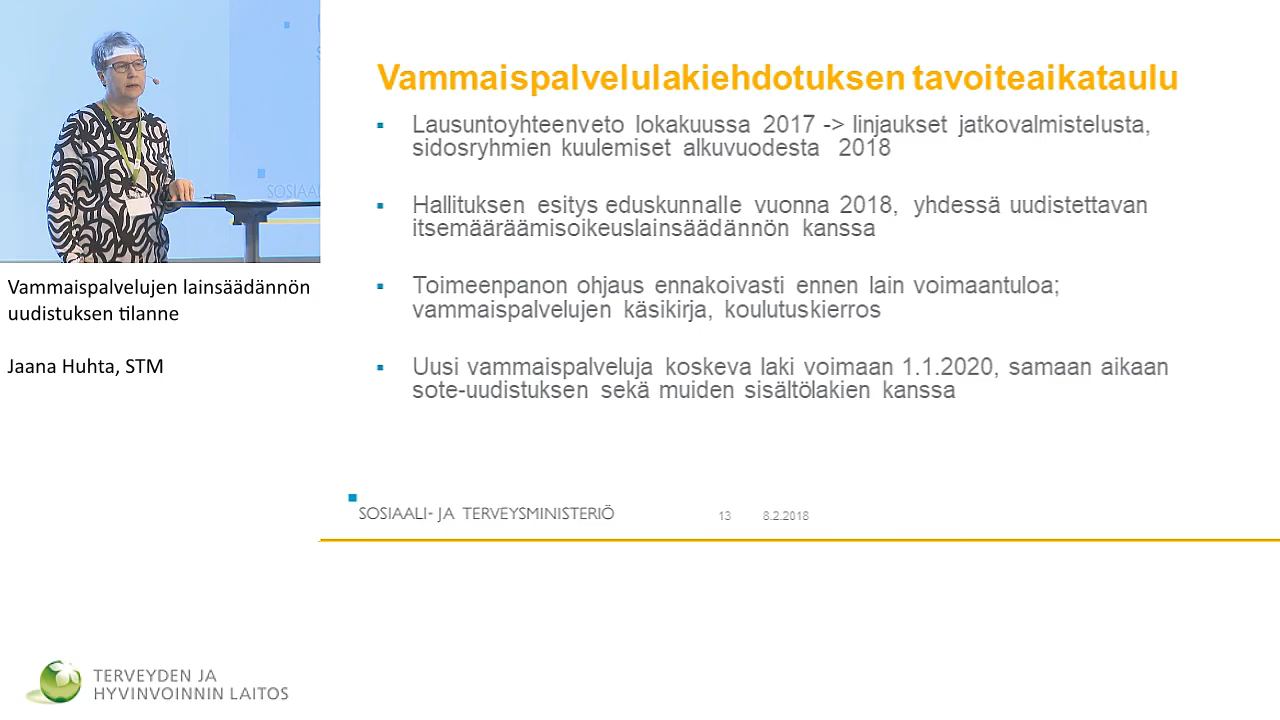 SOSIAAL
Vammaispalvelujen lainsäädännön
uudistuksen tilanne
Jaana Huhta, STM
Vammaispalvelulakiehdotuksen tavoiteaikataulu
▪ Lausuntoyhteenveto lokakuussa 2017 -> linjaukset jatkovalmistelusta,
sidosryhmien kuulemiset alkuvuodesta 2018
▪ Hallituksen esitys eduskunnalle vuonna 2018, yhdessä uudistettavan
itsemääräämisoikeuslainsäädännön kanssa
▪ Toimeenpanon ohjaus ennakoivasti ennen lain voimaantuloa;
vammaispalvelujen käsikirja, koulutuskierros
▪ Uusi vammaispalveluja koskeva laki voimaan 1.1.2020, samaan aikaan
sote-uudistuksen sekä muiden sisältölakien kanssa
SOSIAALI- JA TERVEYSMINISTERIÖ 13 8.2.2018
TERVEYDEN JA
HYVINVOINNIN LAITOS